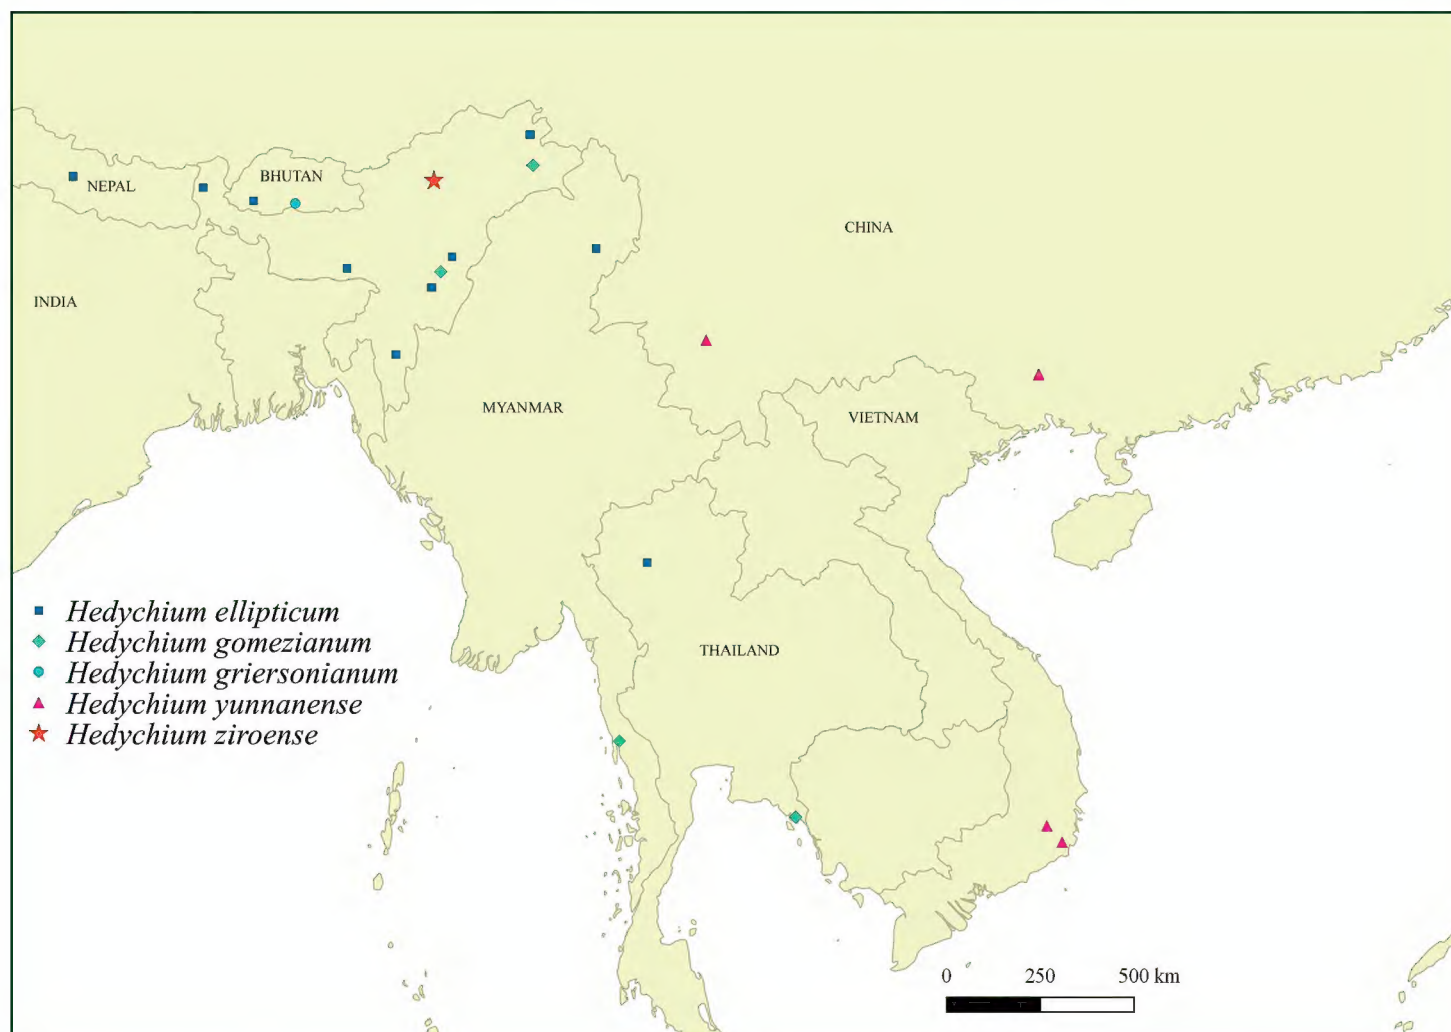 NEPAL
BHUTAN
CHINA
INDIA
MYANMAR
VIETNAM
THAILAND
Hedychium ellipticum
Hedychium gomezianum
Hedychium griersonianum
Hedychium yunnanense
Hedychium ziroense
0 250 500 km